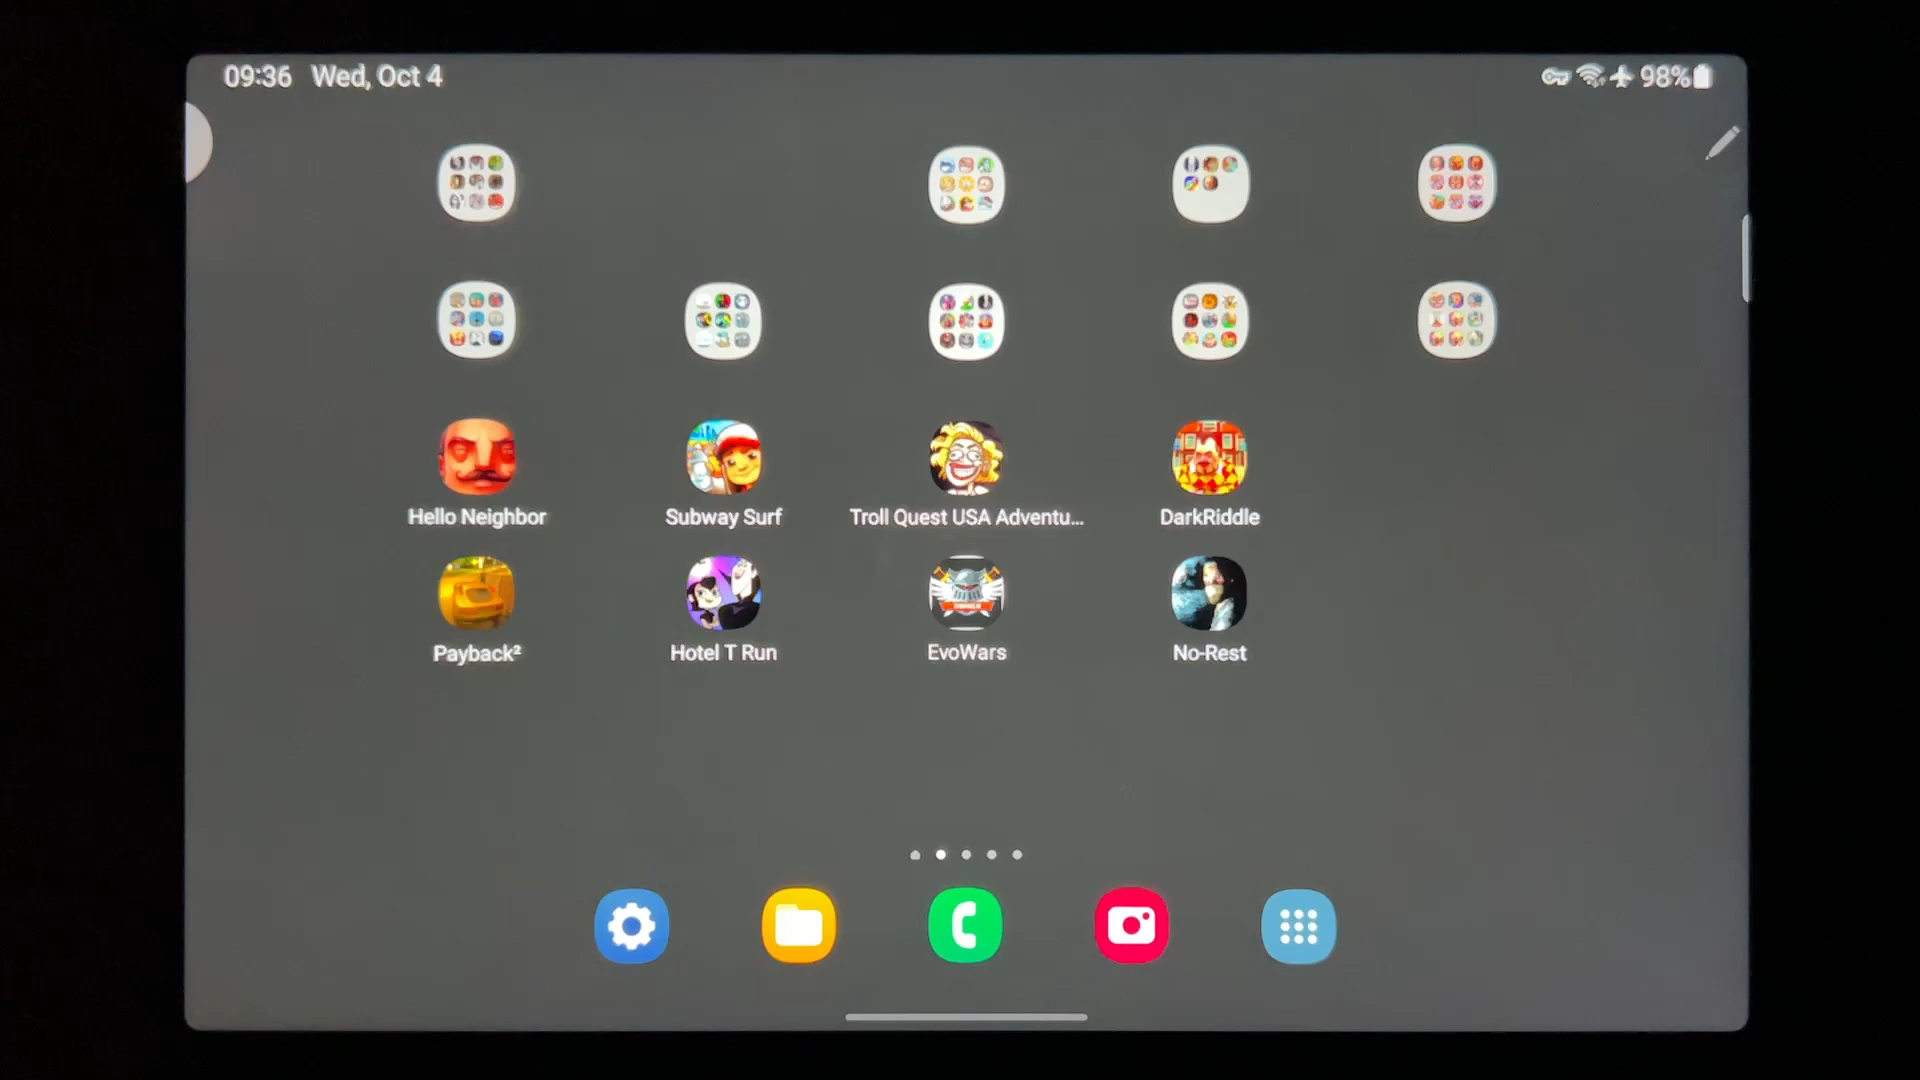 09:36 Wed, Oct 4
98%
Hello Neighbor
Subway Surf
Troll Quest USA Adventu...
DarkRiddle
Payback²
Hotel T Run
EvoWars
No-Rest